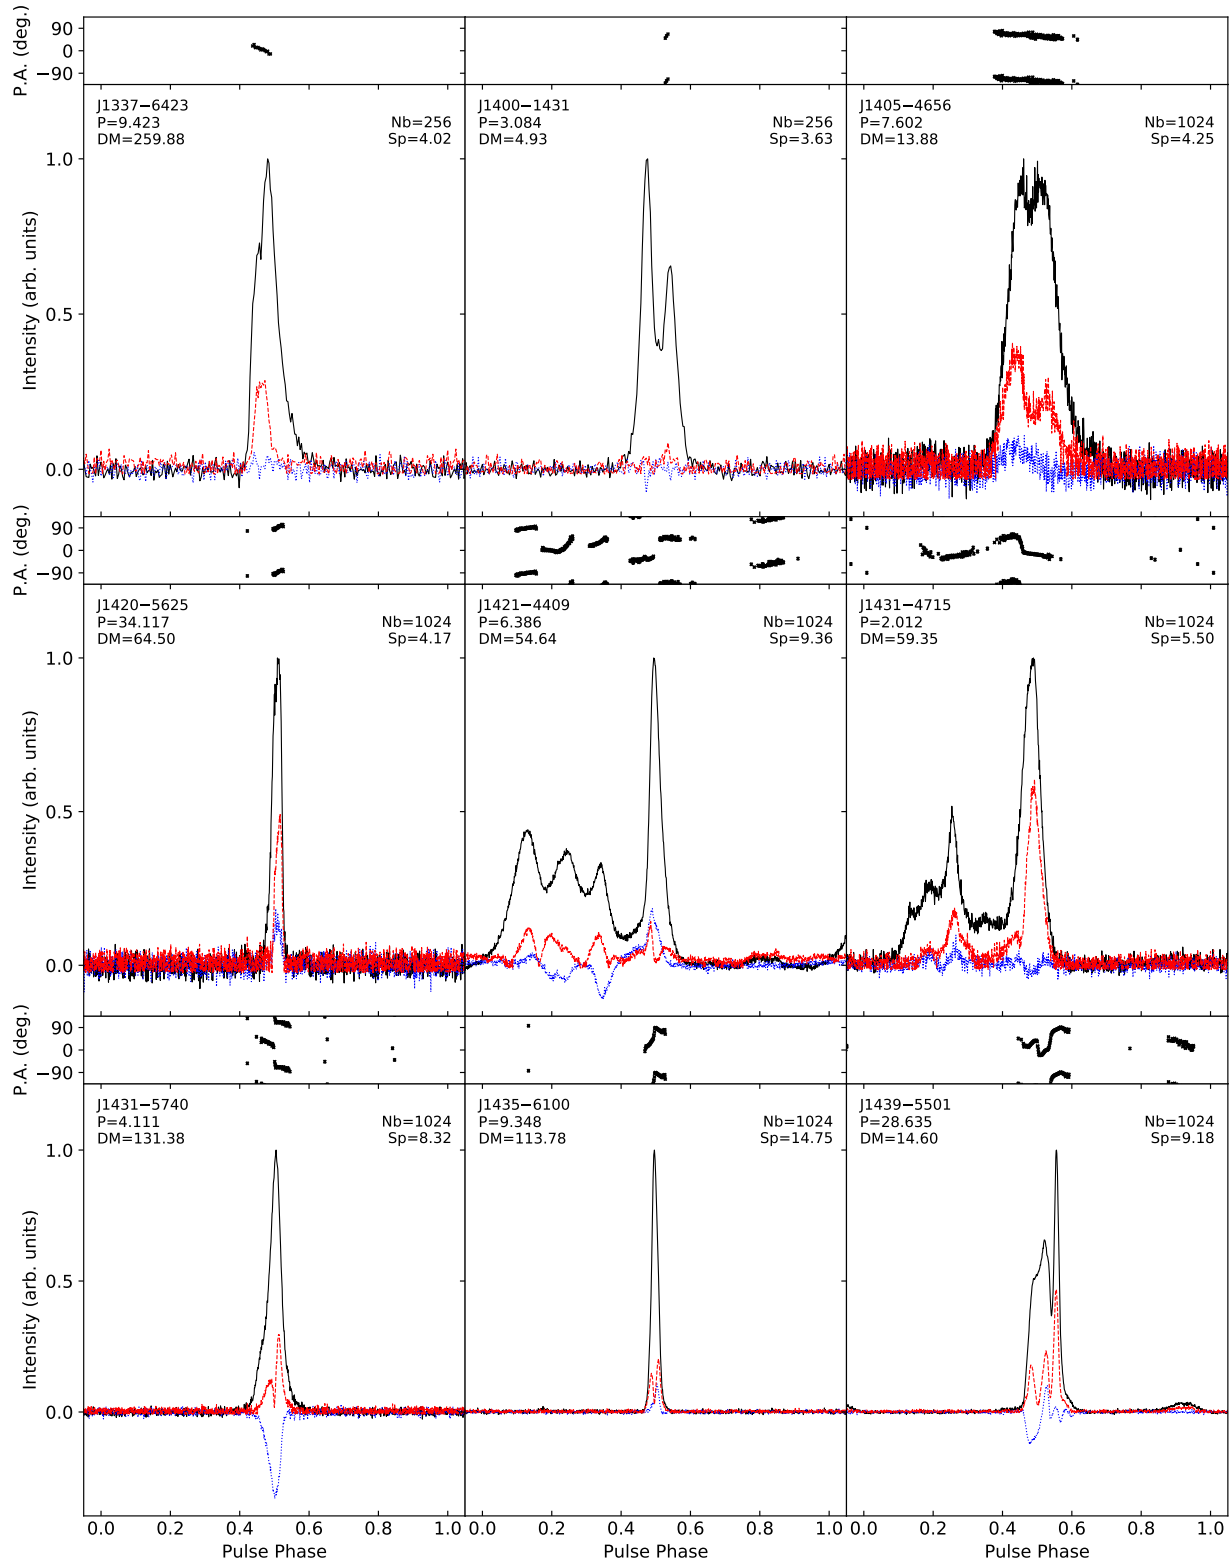 P.A. (deg.)
90
0
−90
J1337−6423
P=9.423
DM=259.88
Nb=256
Sp=4.02
J1400−1431
P=3.084
DM=4.93
Nb=256
Sp=3.63
J1405−4656
P=7.602
DM=13.88
Nb=1024
Sp=4.25
Intensity (arb. units)
1.0
0.5
0.0
P.A. (deg.)
90
0
−90
J1420−5625
P=34.117
DM=64.50
Nb=1024
Sp=4.17
J1421−4409
P=6.386
DM=54.64
Nb=1024
Sp=9.36
J1431−4715
P=2.012
DM=59.35
Nb=1024
Sp=5.50
Intensity (arb. units)
1.0
0.5
0.0
P.A. (deg.)
90
0
−90
J1431−5740
P=4.111
DM=131.38
Nb=1024
Sp=8.32
J1435−6100
P=9.348
DM=113.78
Nb=1024
Sp=14.75
J1439−5501
P=28.635
DM=14.60
Nb=1024
Sp=9.18
Intensity (arb. units)
1.0
0.5
0.0
0.0 0.2 0.4 0.6 0.8 1.0
0.0 0.2 0.4 0.6 0.8 1.0
0.0 0.2 0.4 0.6 0.8 1.0
Pulse Phase
Pulse Phase
Pulse Phase